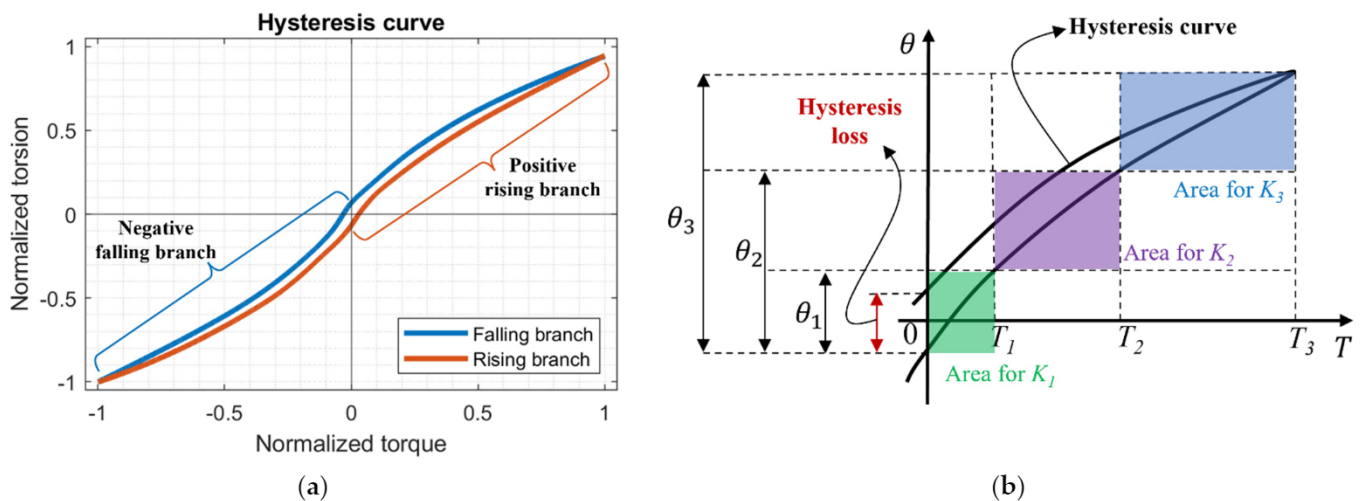 Hysteresis curve
1
0.5
0
-0.5
-1
Normalized torsion
Positive
rising branch
Negative
falling branch
Falling branch
Rising branch
-1
-0.5
0
0.5
1
Normalized torque
(a)
θ
Hysteresis curve
Hysteresis
loss
θ3
θ2
θ1
Area for K3
Area for K2
Area for K1
0
T1
T2
T3
T
(b)